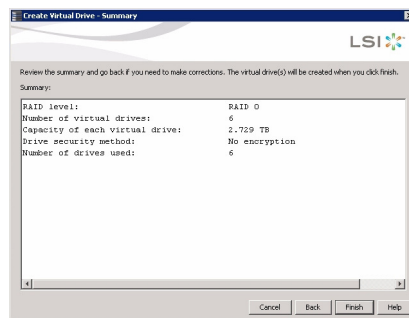 Create Virtual Drive - Summary
LSI
Review the summary and go back if you need to make corrections. The virtual drive(s) will be created when you click finish.
Summary:
RAID level: RAID 0
Number of virtual drives: 6
Capacity of each virtual drive: 2.729 TB
Drive security method: No encryption
Number of drives used: 6
Cancel Back Finish Help